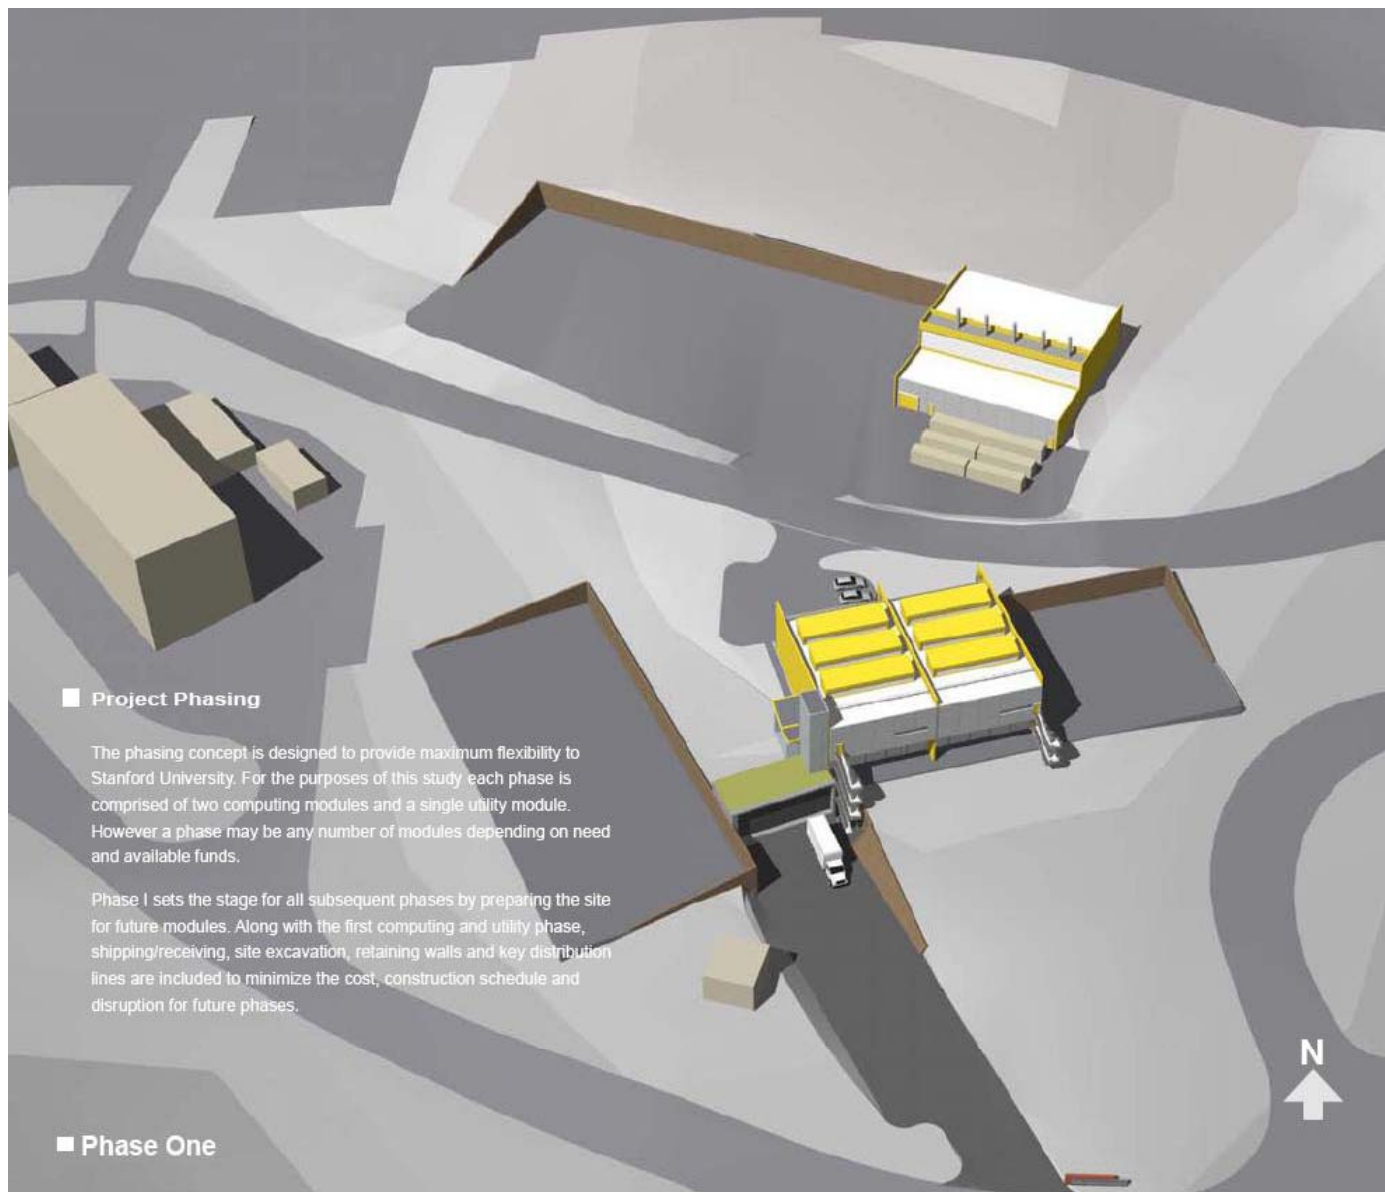 Project Phasing
The phasing concept is designed to provide maximum flexibility to
Stanford University. For the purposes of this study each phase is
comprised of two computing modules and a single utility module.
However a phase may be any number of modules depending on need
and available funds.
Phase I sets the stage for all subsequent phases by preparing the site
for future modules. Along with the first computing and utility phase,
shipping/receiving, site excavation, retaining walls and key distribution
lines are included to minimize the cost, construction schedule and
disruption for future phases.
N
Phase One